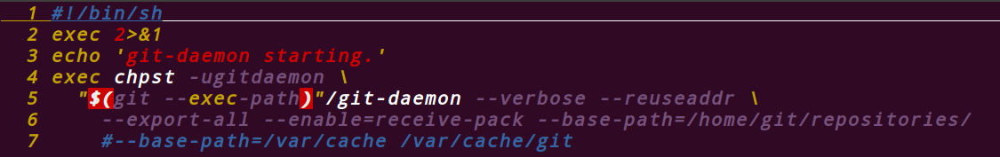 1 #!/bin/sh
2 exec 2>&1
3 echo 'git-daemon starting.'
4 exec chpst -ugitdaemon \
5   "$(git --exec-path)"/git-daemon --verbose --reuseaddr \
6     --export-all --enable=receive-pack --base-path=/home/git/repositories/
7     #--base-path=/var/cache /var/cache/git